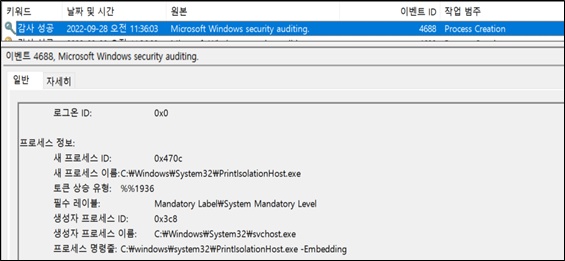 키워드 날짜 및 시간 원본 이벤트 ID 작업 범주
감사 성공 2022-09-28 오전 11:36:03 Microsoft Windows security auditing. 4688 Process Creation
이벤트 4688, Microsoft Windows security auditing.
일반 자세히
로그온 ID: 0x0
프로세스 정보:
새 프로세스 ID: 0x470c
새 프로세스 이름:C:₩Windows₩System32₩PrintIsolationHost.exe
토큰 상승 유형: %%1936
필수 레이블: Mandatory Label₩System Mandatory Level
생성자 프로세스 ID: 0x3c8
생성자 프로세스 이름: C:₩Windows₩System32₩svchost.exe
프로세스 명령줄: C:₩windows₩system32₩PrintIsolationHost.exe -Embedding